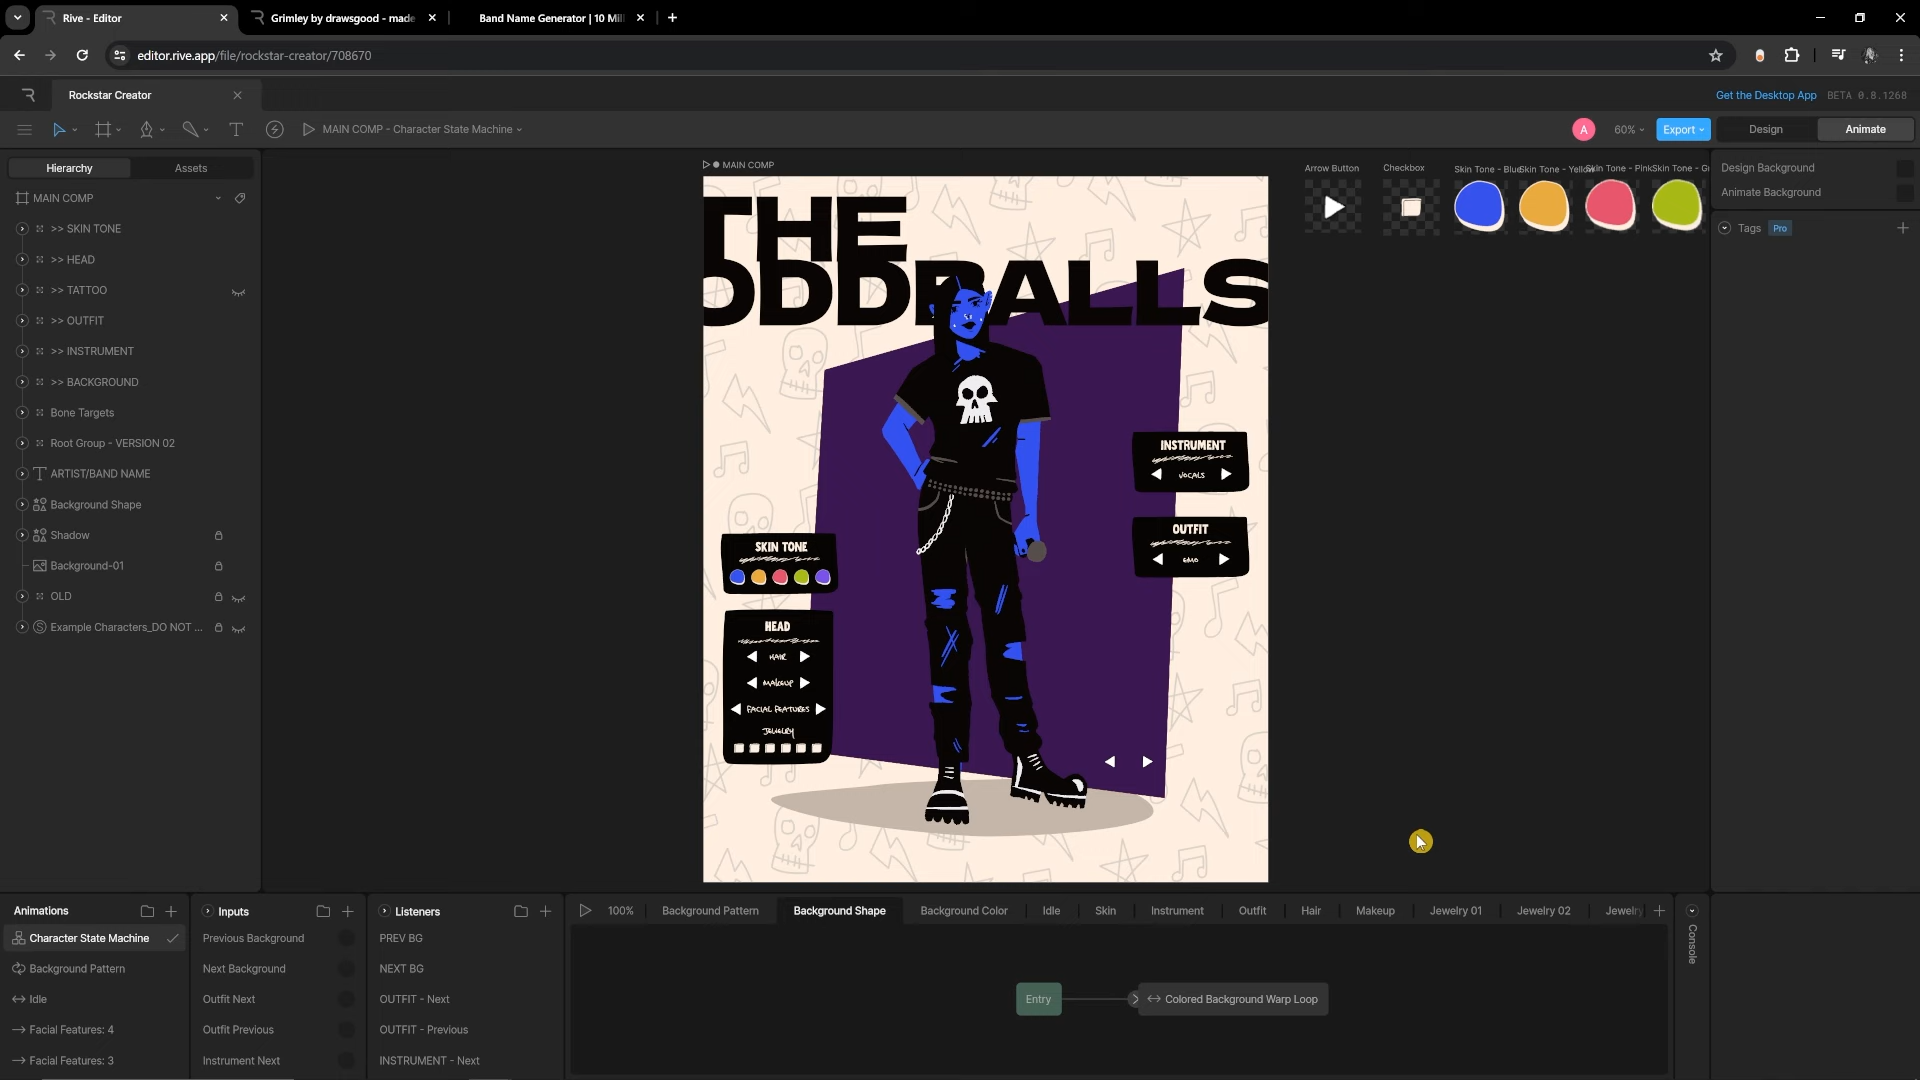 Rive - Editor
Grimley by drawsgood - made
Band Name Generator | 10 Mil
editor.rive.app/file/rockstar-creator/708670
Rockstar Creator
Get the Desktop App
BETA 0.8.1268
MAIN COMP - Character State Machine
A
60%
Export
Design
Animate
Hierarchy
Assets
MAIN COMP
>> SKIN TONE
>> HEAD
>> TATTOO
>> OUTFIT
>> INSTRUMENT
>> BACKGROUND
Bone Targets
Root Group - VERSION 02
ARTIST/BAND NAME
Background Shape
Shadow
Background-01
OLD
Example Characters_DO NOT ...
MAIN COMP
THE
ODDBALLS
SKIN TONE
HEAD
HAIR
MAKEUP
FACIAL FEATURES
JEWELRY
INSTRUMENT
VOCALS
OUTFIT
EMO
Arrow Button
Checkbox
Skin Tone - Blue
Skin Tone - Yellow
Skin Tone - Pink
Skin Tone - Gr
Design Background
Animate Background
Tags
Pro
Animations
Character State Machine
Background Pattern
Idle
Facial Features: 4
Facial Features: 3
Inputs
Previous Background
Next Background
Outfit Next
Outfit Previous
Instrument Next
Listeners
PREV BG
NEXT BG
OUTFIT - Next
OUTFIT - Previous
INSTRUMENT - Next
100%
Background Pattern
Background Shape
Background Color
Idle
Skin
Instrument
Outfit
Hair
Makeup
Jewelry 01
Jewelry 02
Jewelry
Entry
Colored Background Warp Loop
Console